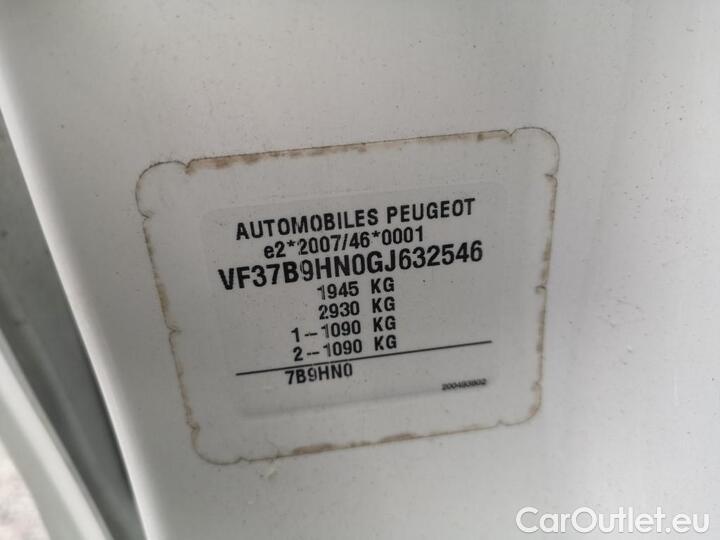 AUTOMOBILES PEUGEOT
e2*2007/46*0001
VF37B9HN0GJ632546
1945 KG
2930 KG
1--1090 KG
2--1090 KG
7B9HN0
200493802
CarOutlet.eu